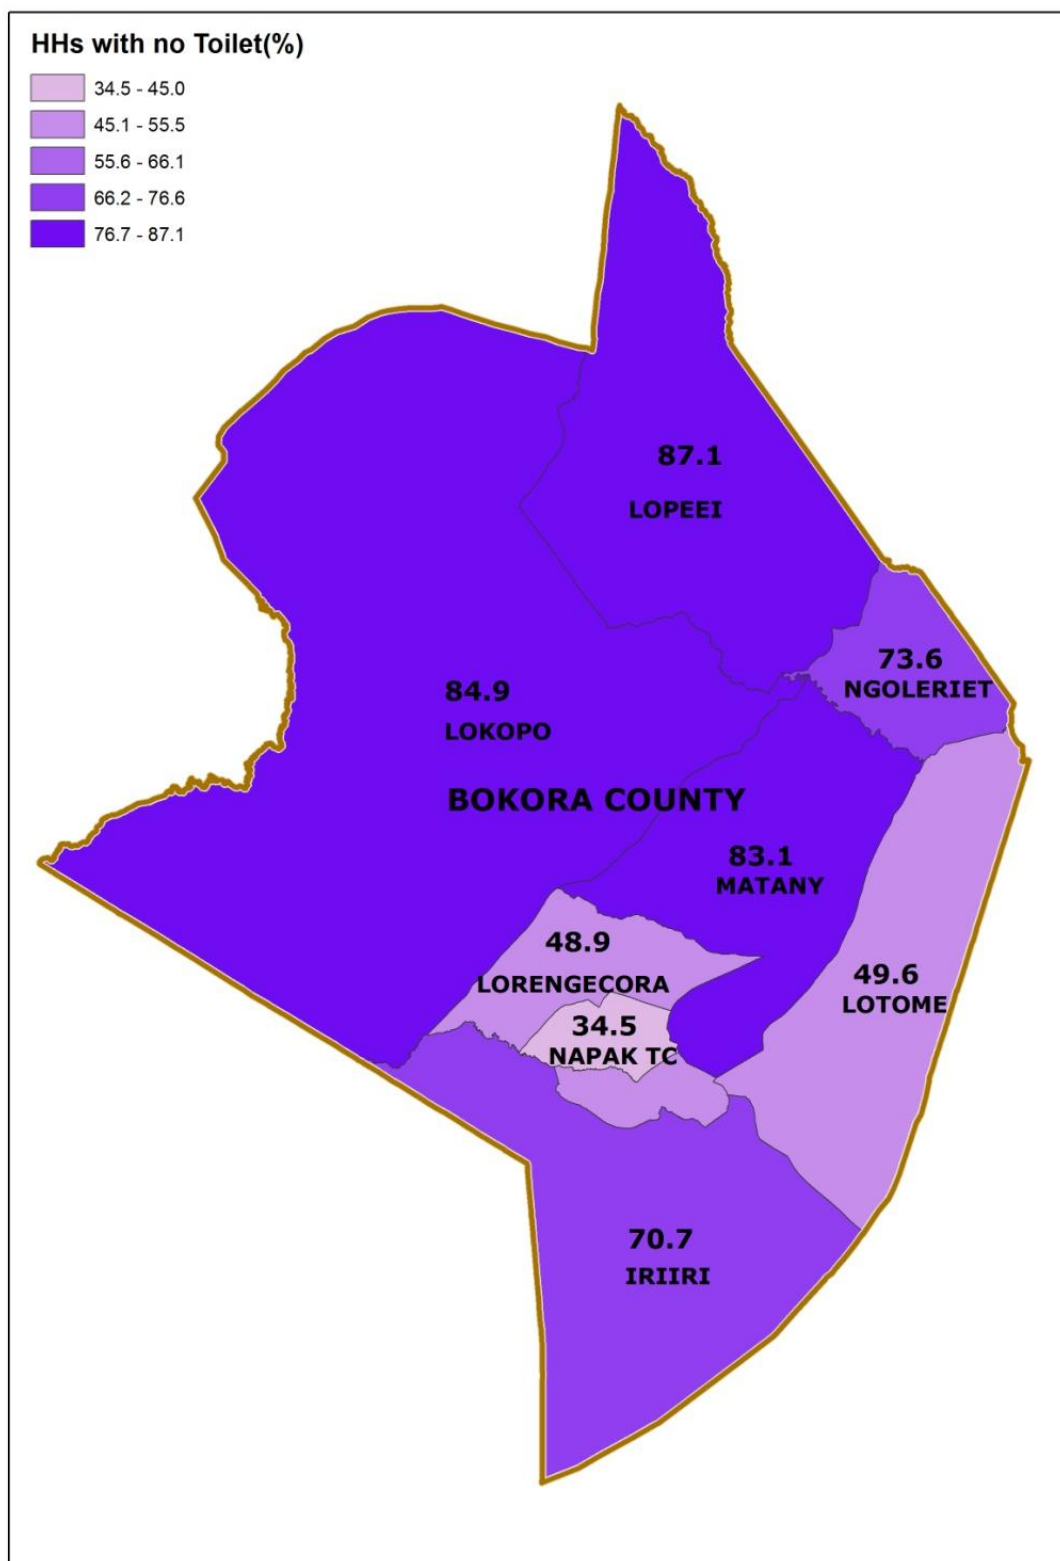 HHs with no Toilet(%)
34.5 - 45.0
45.1 - 55.5
55.6 - 66.1
66.2 - 76.6
76.7 - 87.1
87.1
LOPEEI
73.6
NGOLERIET
84.9
LOKOPO
BOKORA COUNTY
83.1
MATANY
48.9
LORENGECORA
49.6
LOTOME
34.5
NAPAK TC
70.7
IRIIRI